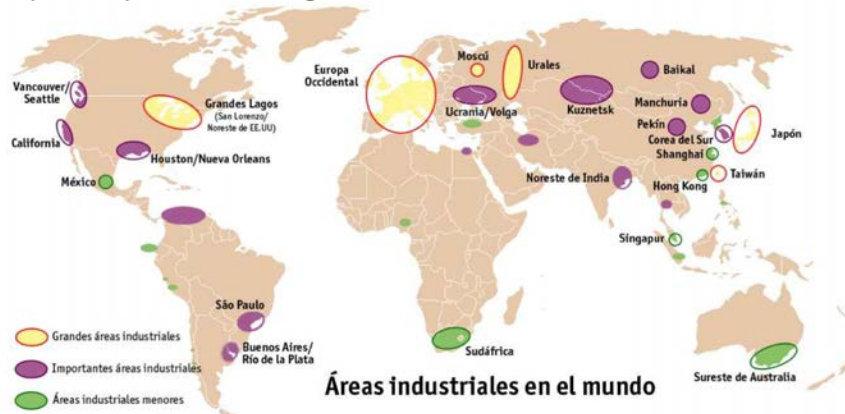 Vancouver/
Seattle
California
México
Grandes Lagos
(San Lorenzo/
Noreste de EE.UU)
Houston/Nueva Orleans
São Paulo
Buenos Aires/
Río de la Plata
Europa
Occidental
Moscú
Urales
Ucrania/Volga
Kuznetsk
Baikal
Manchuria
Pekín
Corea del Sur
Shanghai
Japón
Taiwán
Hong Kong
Noreste de India
Singapur
Sudáfrica
Sureste de Australia
Grandes áreas industriales
Importantes áreas industriales
Áreas industriales menores
Áreas industriales en el mundo